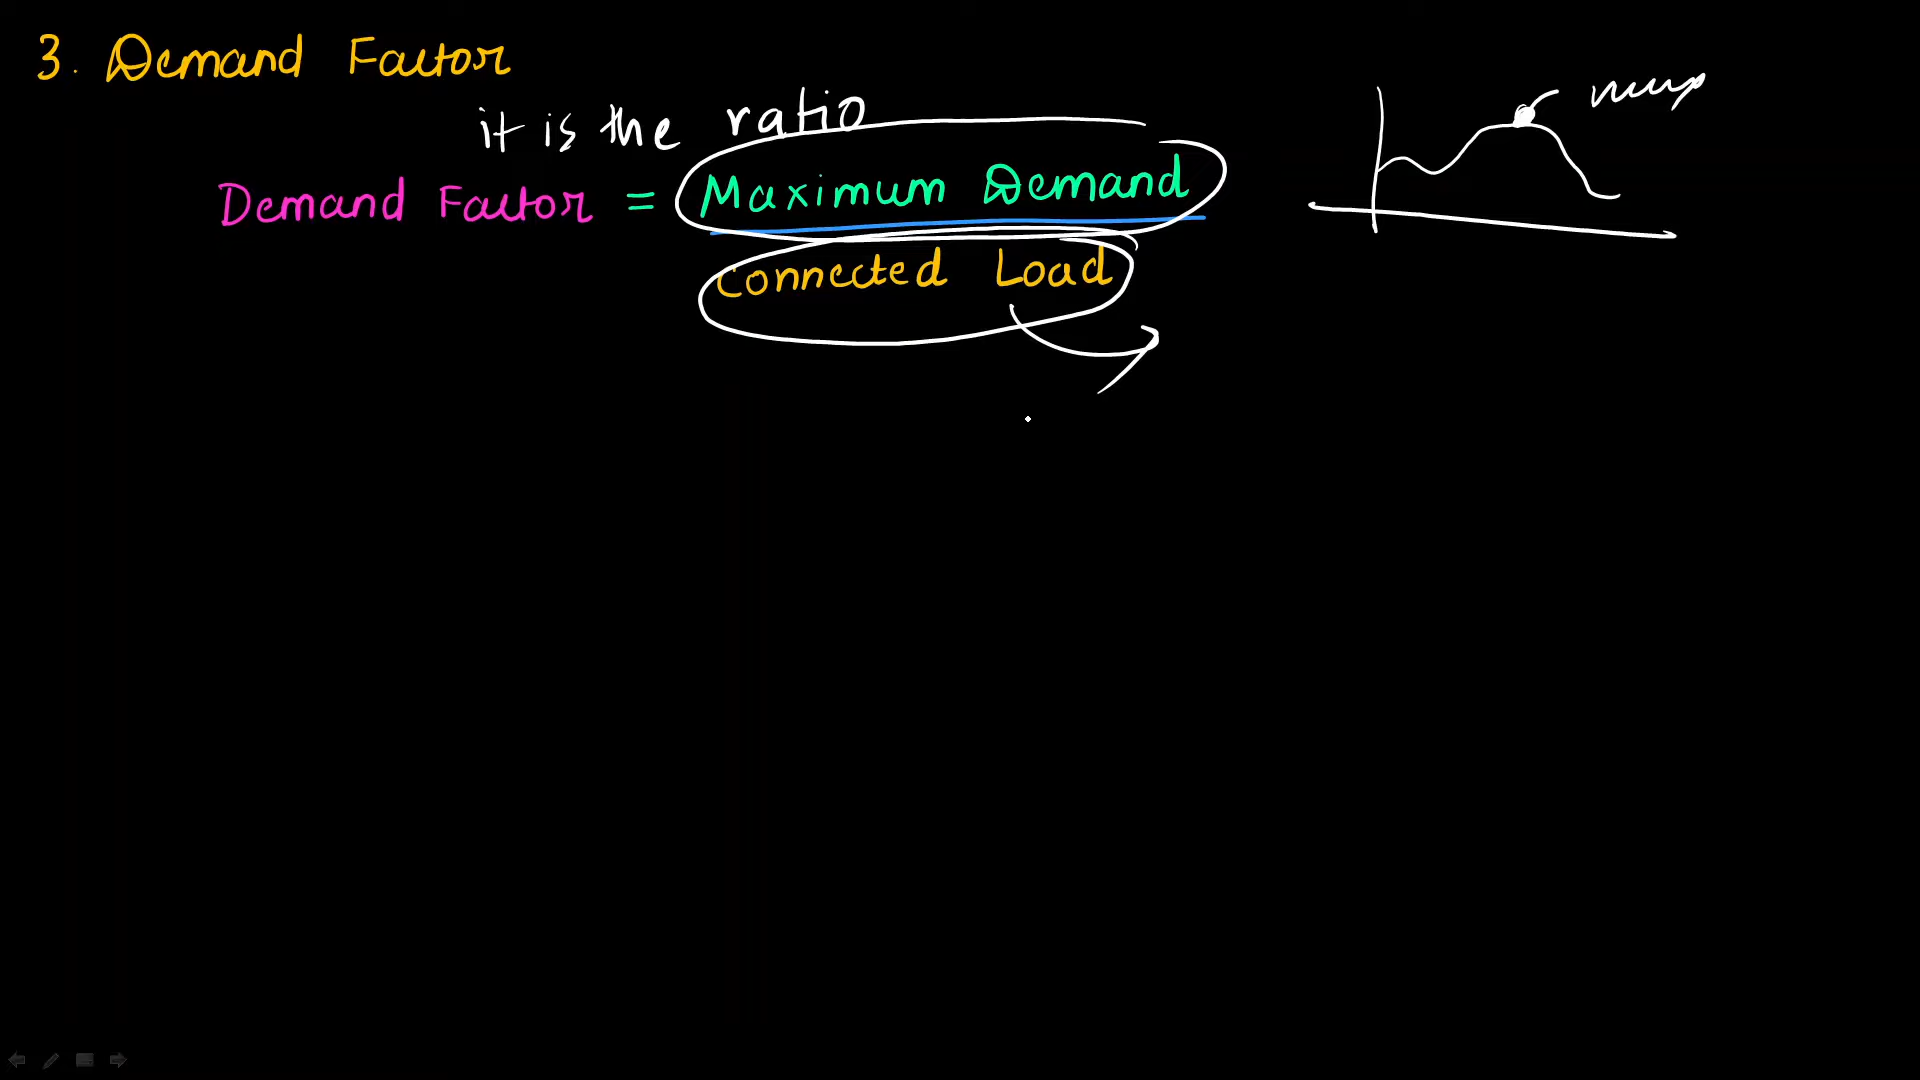 3. Demand Factor
it is the ratio
Demand Factor = Maximum Demand
Connected Load